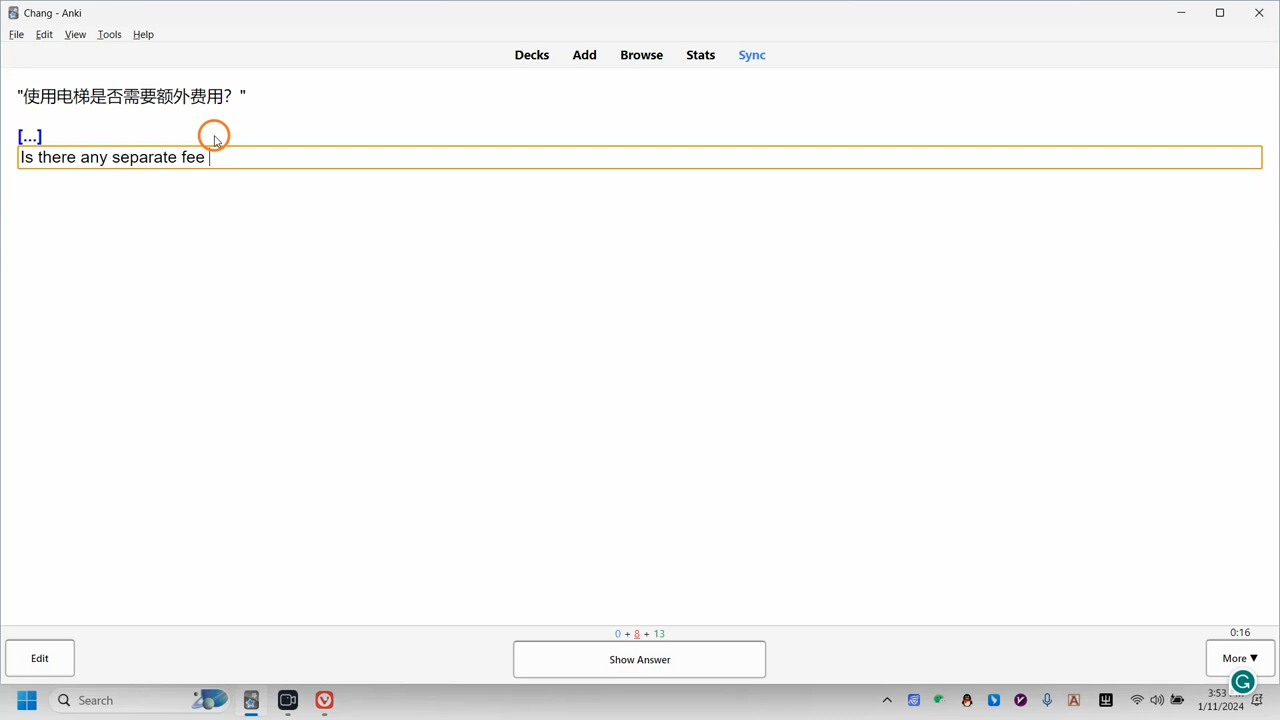 Chang - Anki
File Edit View Tools Help
Decks Add Browse Stats Sync
"使用电梯是否需要额外费用？"
[...]
Is there any separate fee
0 + 8 + 13
0:16
Edit
Show Answer
More ▼
Search
3:53
1/11/2024